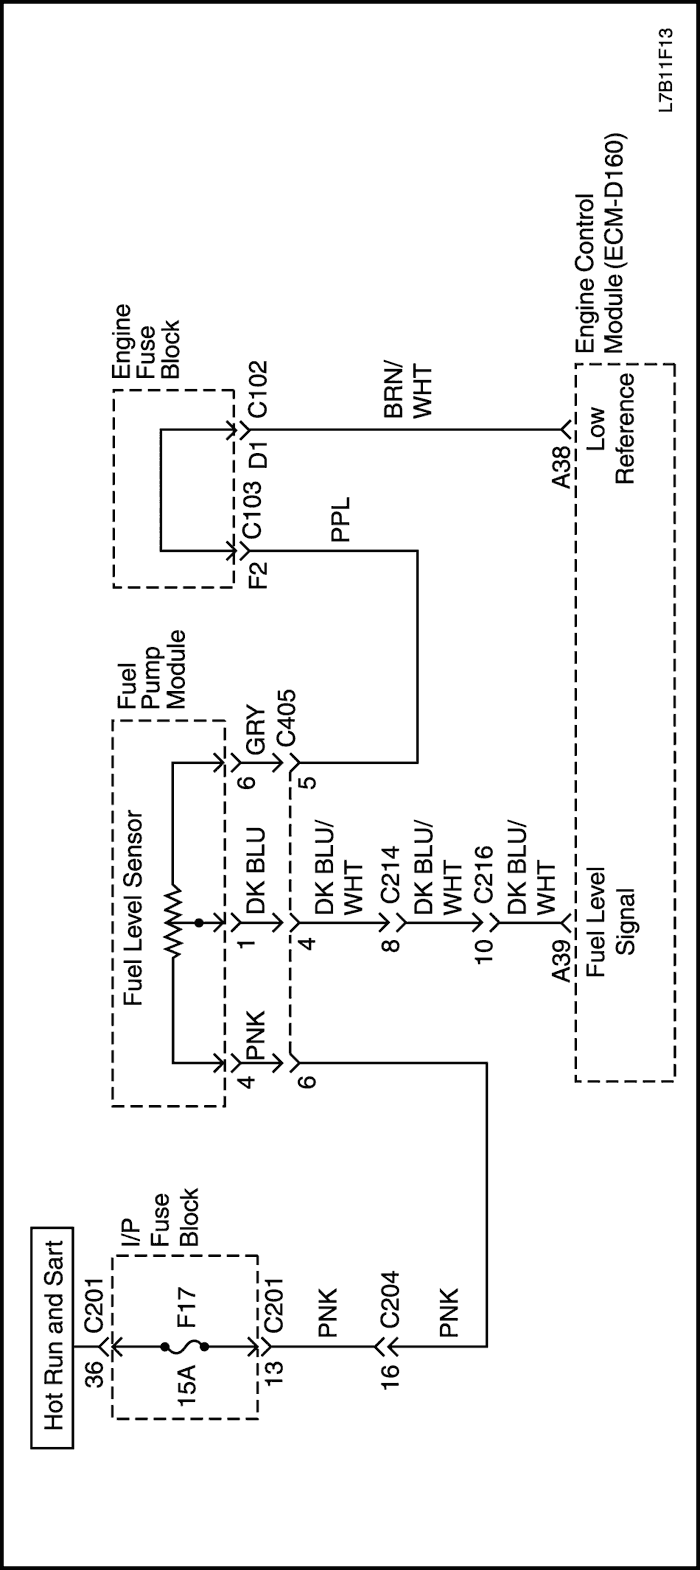 Hot Run and Sart
36
C201
I/P
Fuse
Block
15A
F17
13
C201
PNK
16
C204
PNK
Fuel
Pump
Module
Fuel Level Sensor
4
PNK
1
DK BLU
6
GRY
C405
6
4
5
DK BLU/
WHT
8
C214
DK BLU/
WHT
10
C216
DK BLU/
WHT
A39
Fuel Level
Signal
Engine
Fuse
Block
F2
C103
D1
C102
PPL
BRN/
WHT
A38
Low
Reference
Engine Control
Module (ECM-D160)
L7B11F13